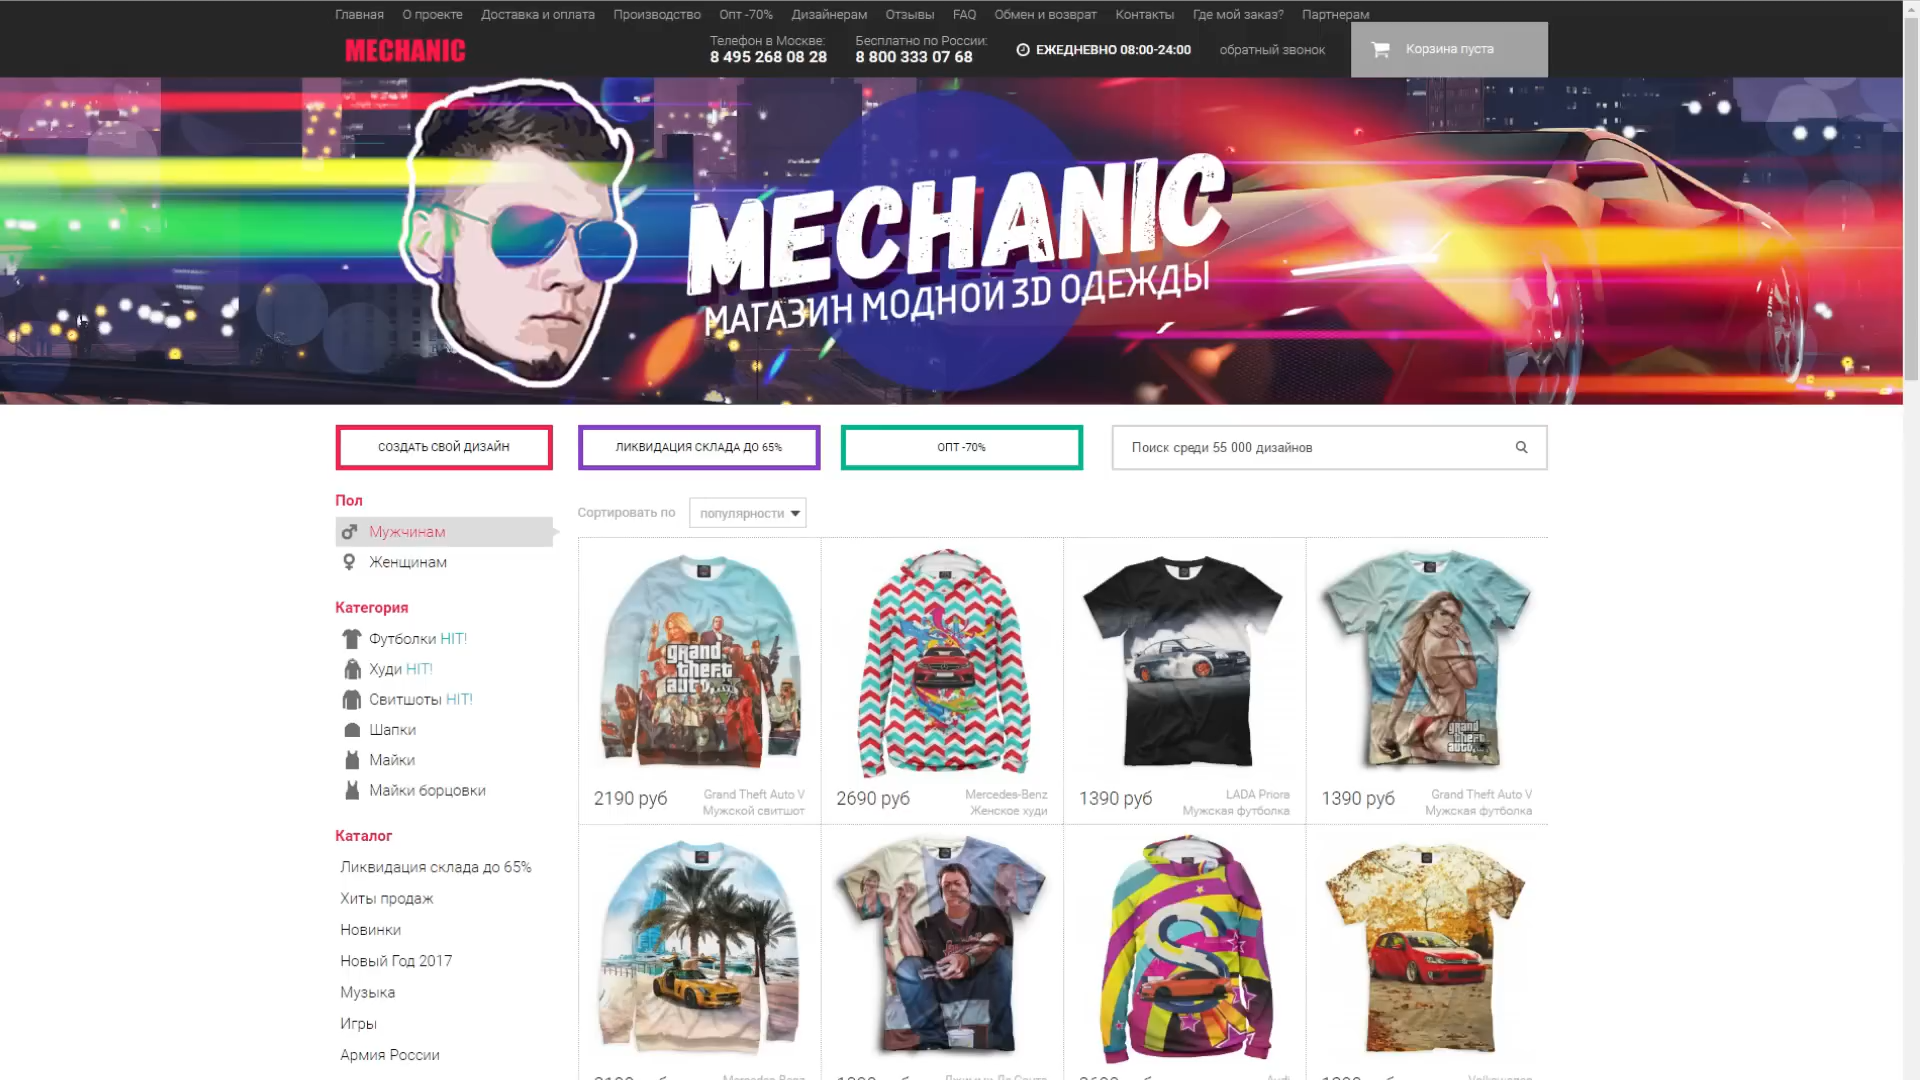 Главная О проекте Доставка и оплата Производство Опт -70% Дизайнерам Отзывы FAQ Обмен и возврат Контакты Где мой заказ? Партнерам
MECHANIC
Телефон в Москве:
8 495 268 08 28
Бесплатно по России:
8 800 333 07 68
ЕЖЕДНЕВНО 08:00-24:00
обратный звонок
Корзина пуста
MECHANIC
МАГАЗИН МОДНОЙ 3D ОДЕЖДЫ
СОЗДАТЬ СВОЙ ДИЗАЙН
ЛИКВИДАЦИЯ СКЛАДА ДО 65%
ОПТ -70%
Поиск среди 55 000 дизайнов
Пол
Мужчинам
Женщинам
Категория
Футболки HIT!
Худи HIT!
Свитшоты HIT!
Шапки
Майки
Майки борцовки
Каталог
Ликвидация склада до 65%
Хиты продаж
Новинки
Новый Год 2017
Музыка
Игры
Армия России
Сортировать по популярности
grand
theft
auto
2190 руб
Grand Theft Auto V
Мужской свитшот
2690 руб
Mercedes-Benz
Женское худи
1390 руб
LADA Priora
Мужская футболка
grand
theft
auto
1390 руб
Grand Theft Auto V
Мужская футболка